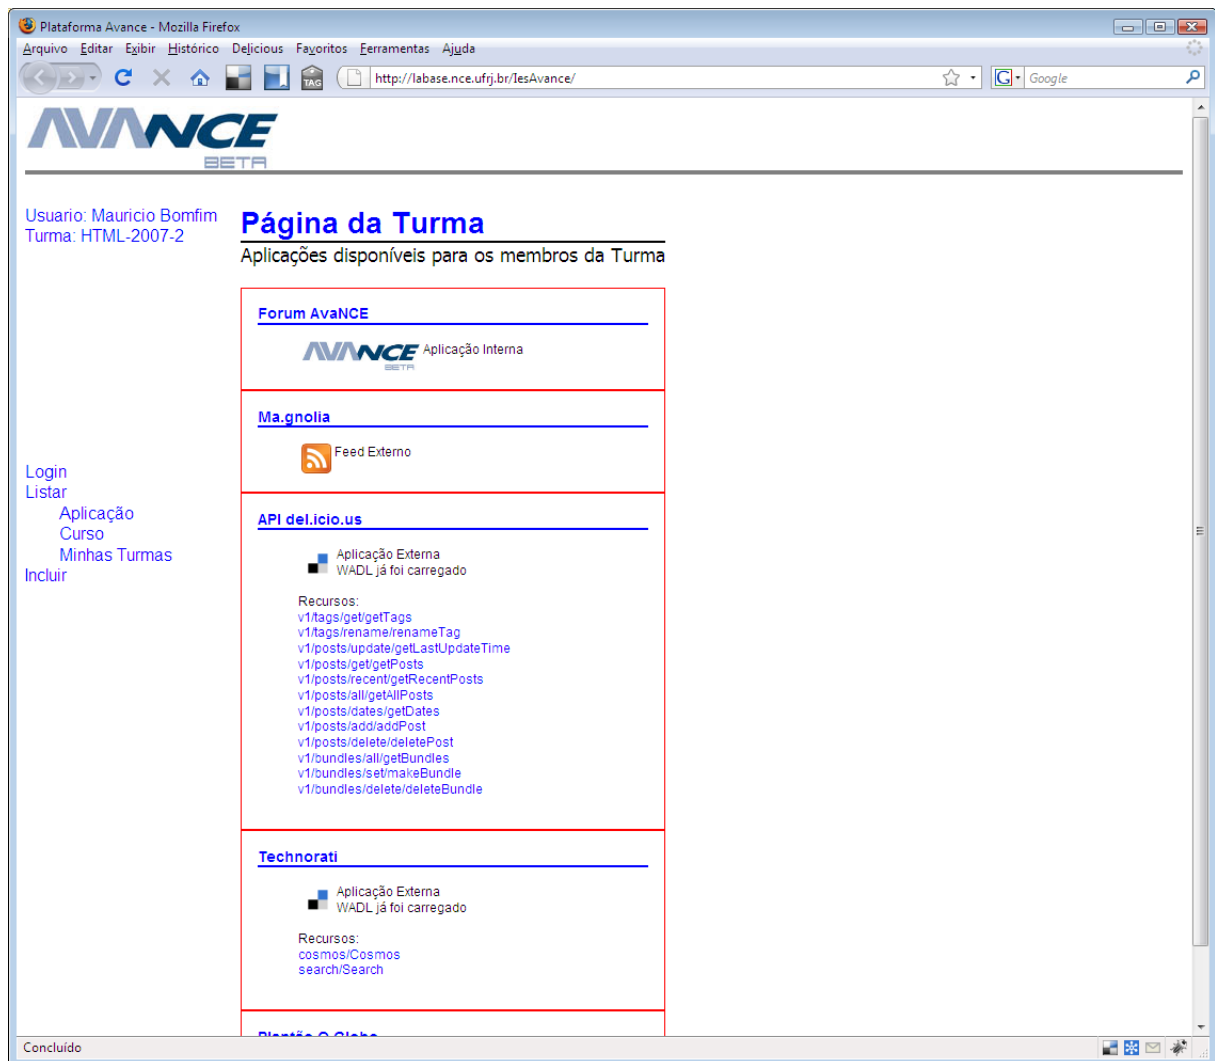 Plataforma Avance - Mozilla Firefox
Arquivo Editar Exibir Histórico Delicious Favoritos Ferramentas Ajuda
TAG http://labase.nce.ufrj.br/IesAvance/ G Google
AVANCE
BETA
Usuario: Mauricio Bomfim
Turma: HTML-2007-2
Página da Turma
Aplicações disponíveis para os membros da Turma
Forum AvaNCE
AVANCE Aplicação Interna
BETA
Ma.gnolia
Feed Externo
Login
Listar
Aplicação
Curso
Minhas Turmas
Incluir
API del.icio.us
Aplicação Externa
WADL já foi carregado
Recursos:
v1/tags/get/getTags
v1/tags/rename/renameTag
v1/posts/update/getLastUpdateTime
v1/posts/get/getPosts
v1/posts/recent/getRecentPosts
v1/posts/all/getAllPosts
v1/posts/dates/getDates
v1/posts/add/addPost
v1/posts/delete/deletePost
v1/bundles/all/getBundles
v1/bundles/set/makeBundle
v1/bundles/delete/deleteBundle
Technorati
Aplicação Externa
WADL já foi carregado
Recursos:
cosmos/Cosmos
search/Search
Plantão O Globo
Concluído